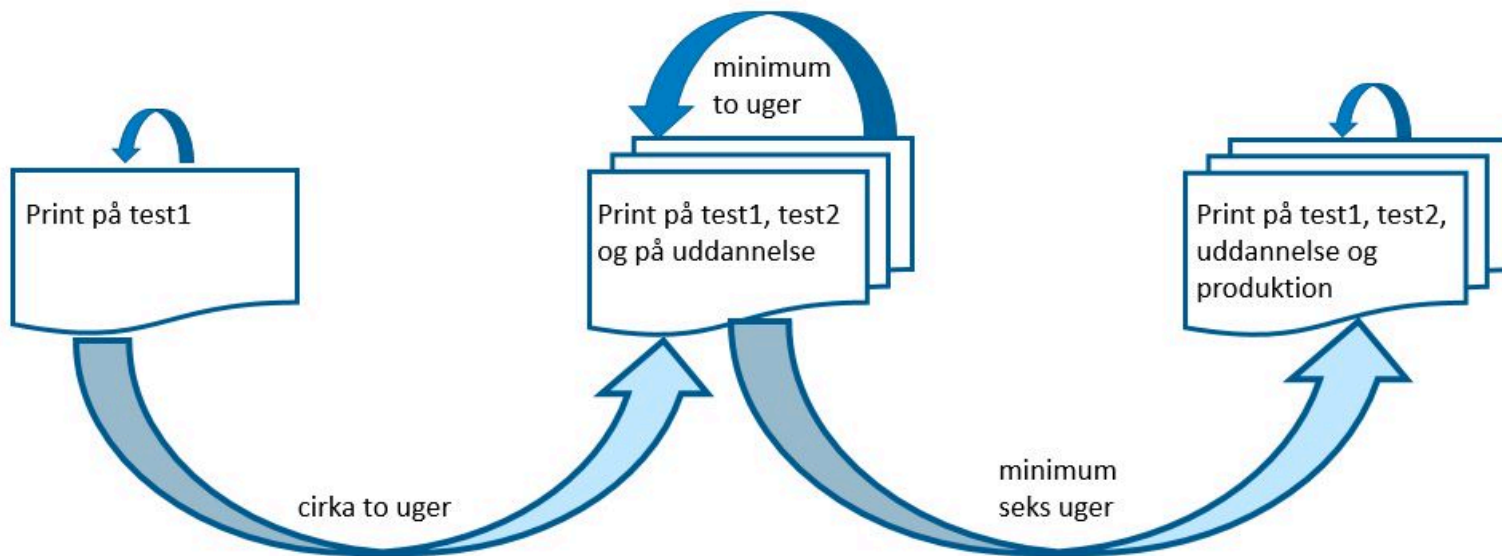 minimum
to uger
Print på test1
Print på test1, test2
og på uddannelse
Print på test1, test2,
uddannelse og
produktion
cirka to uger
minimum
seks uger